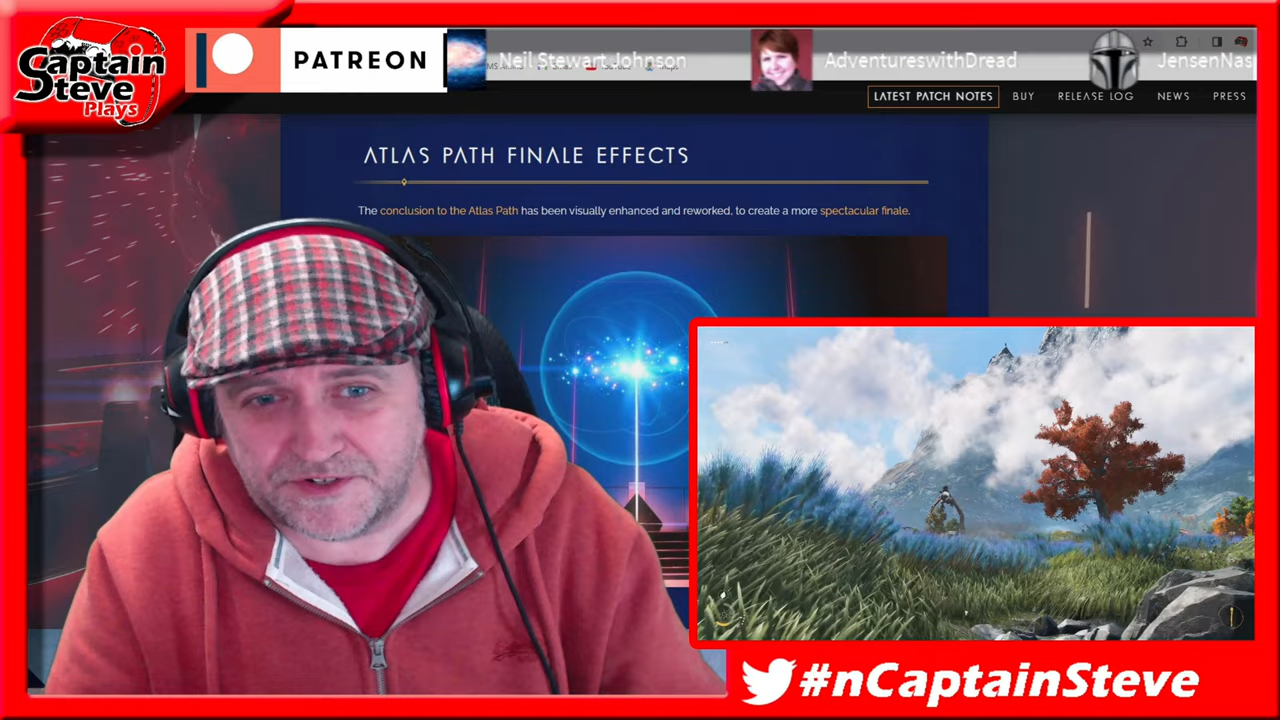 Captain
Steve
Plays
PATREON
Neil Stewart Johnson
AdventureswithDread
JensenNas
LATEST PATCH NOTES
BUY
RELEASE LOG
NEWS
PRESS
ATLAS PATH FINALE EFFECTS
The conclusion to the Atlas Path has been visually enhanced and reworked, to create a more spectacular finale.
#nCaptainSteve